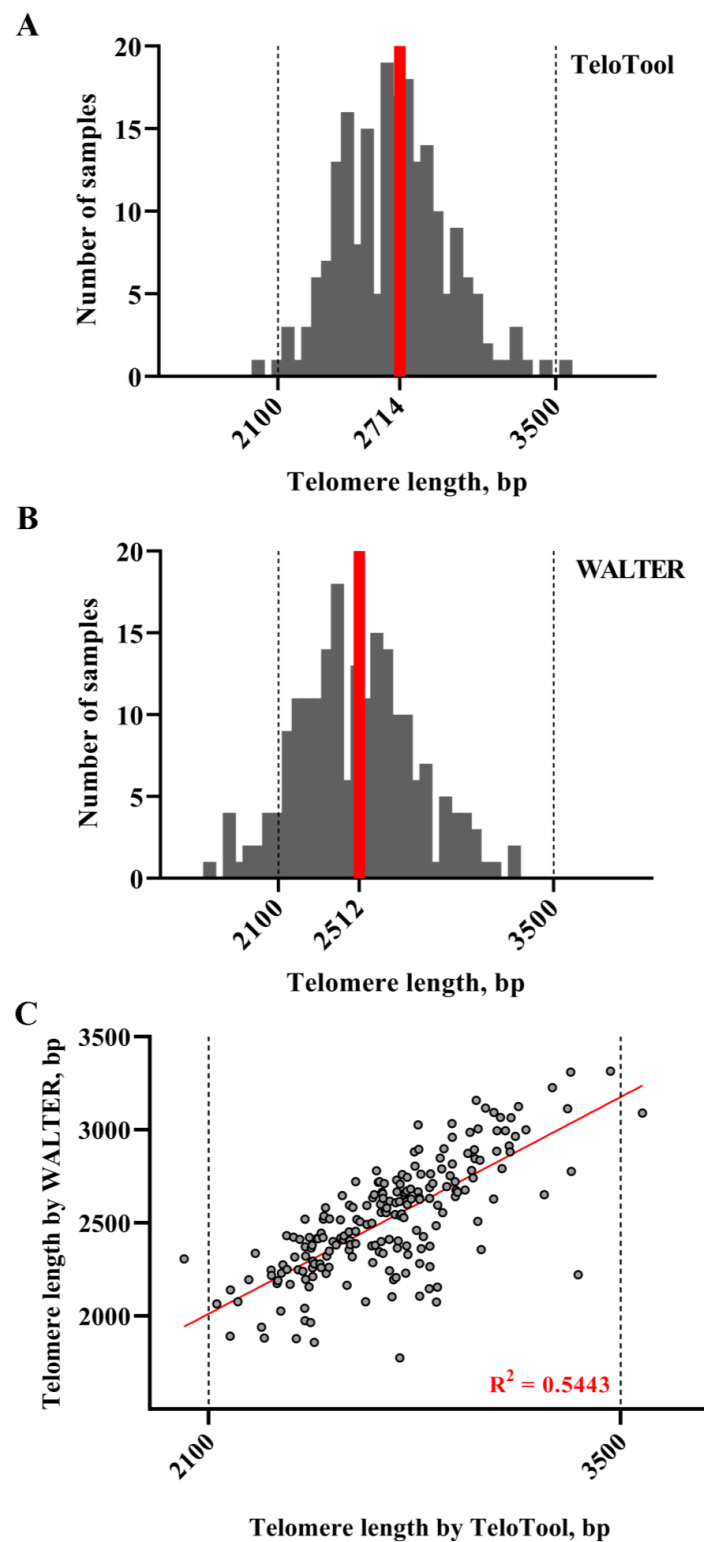 A
TeloTool
Number of samples
20
15
10
5
0
2100
2714
3500
Telomere length, bp
B
WALTER
Number of samples
20
15
10
5
0
2100
2512
3500
Telomere length, bp
C
Telomere length by WALTER, bp
3500
3000
2500
2000
R² = 0.5443
2100
3500
Telomere length by TeloTool, bp